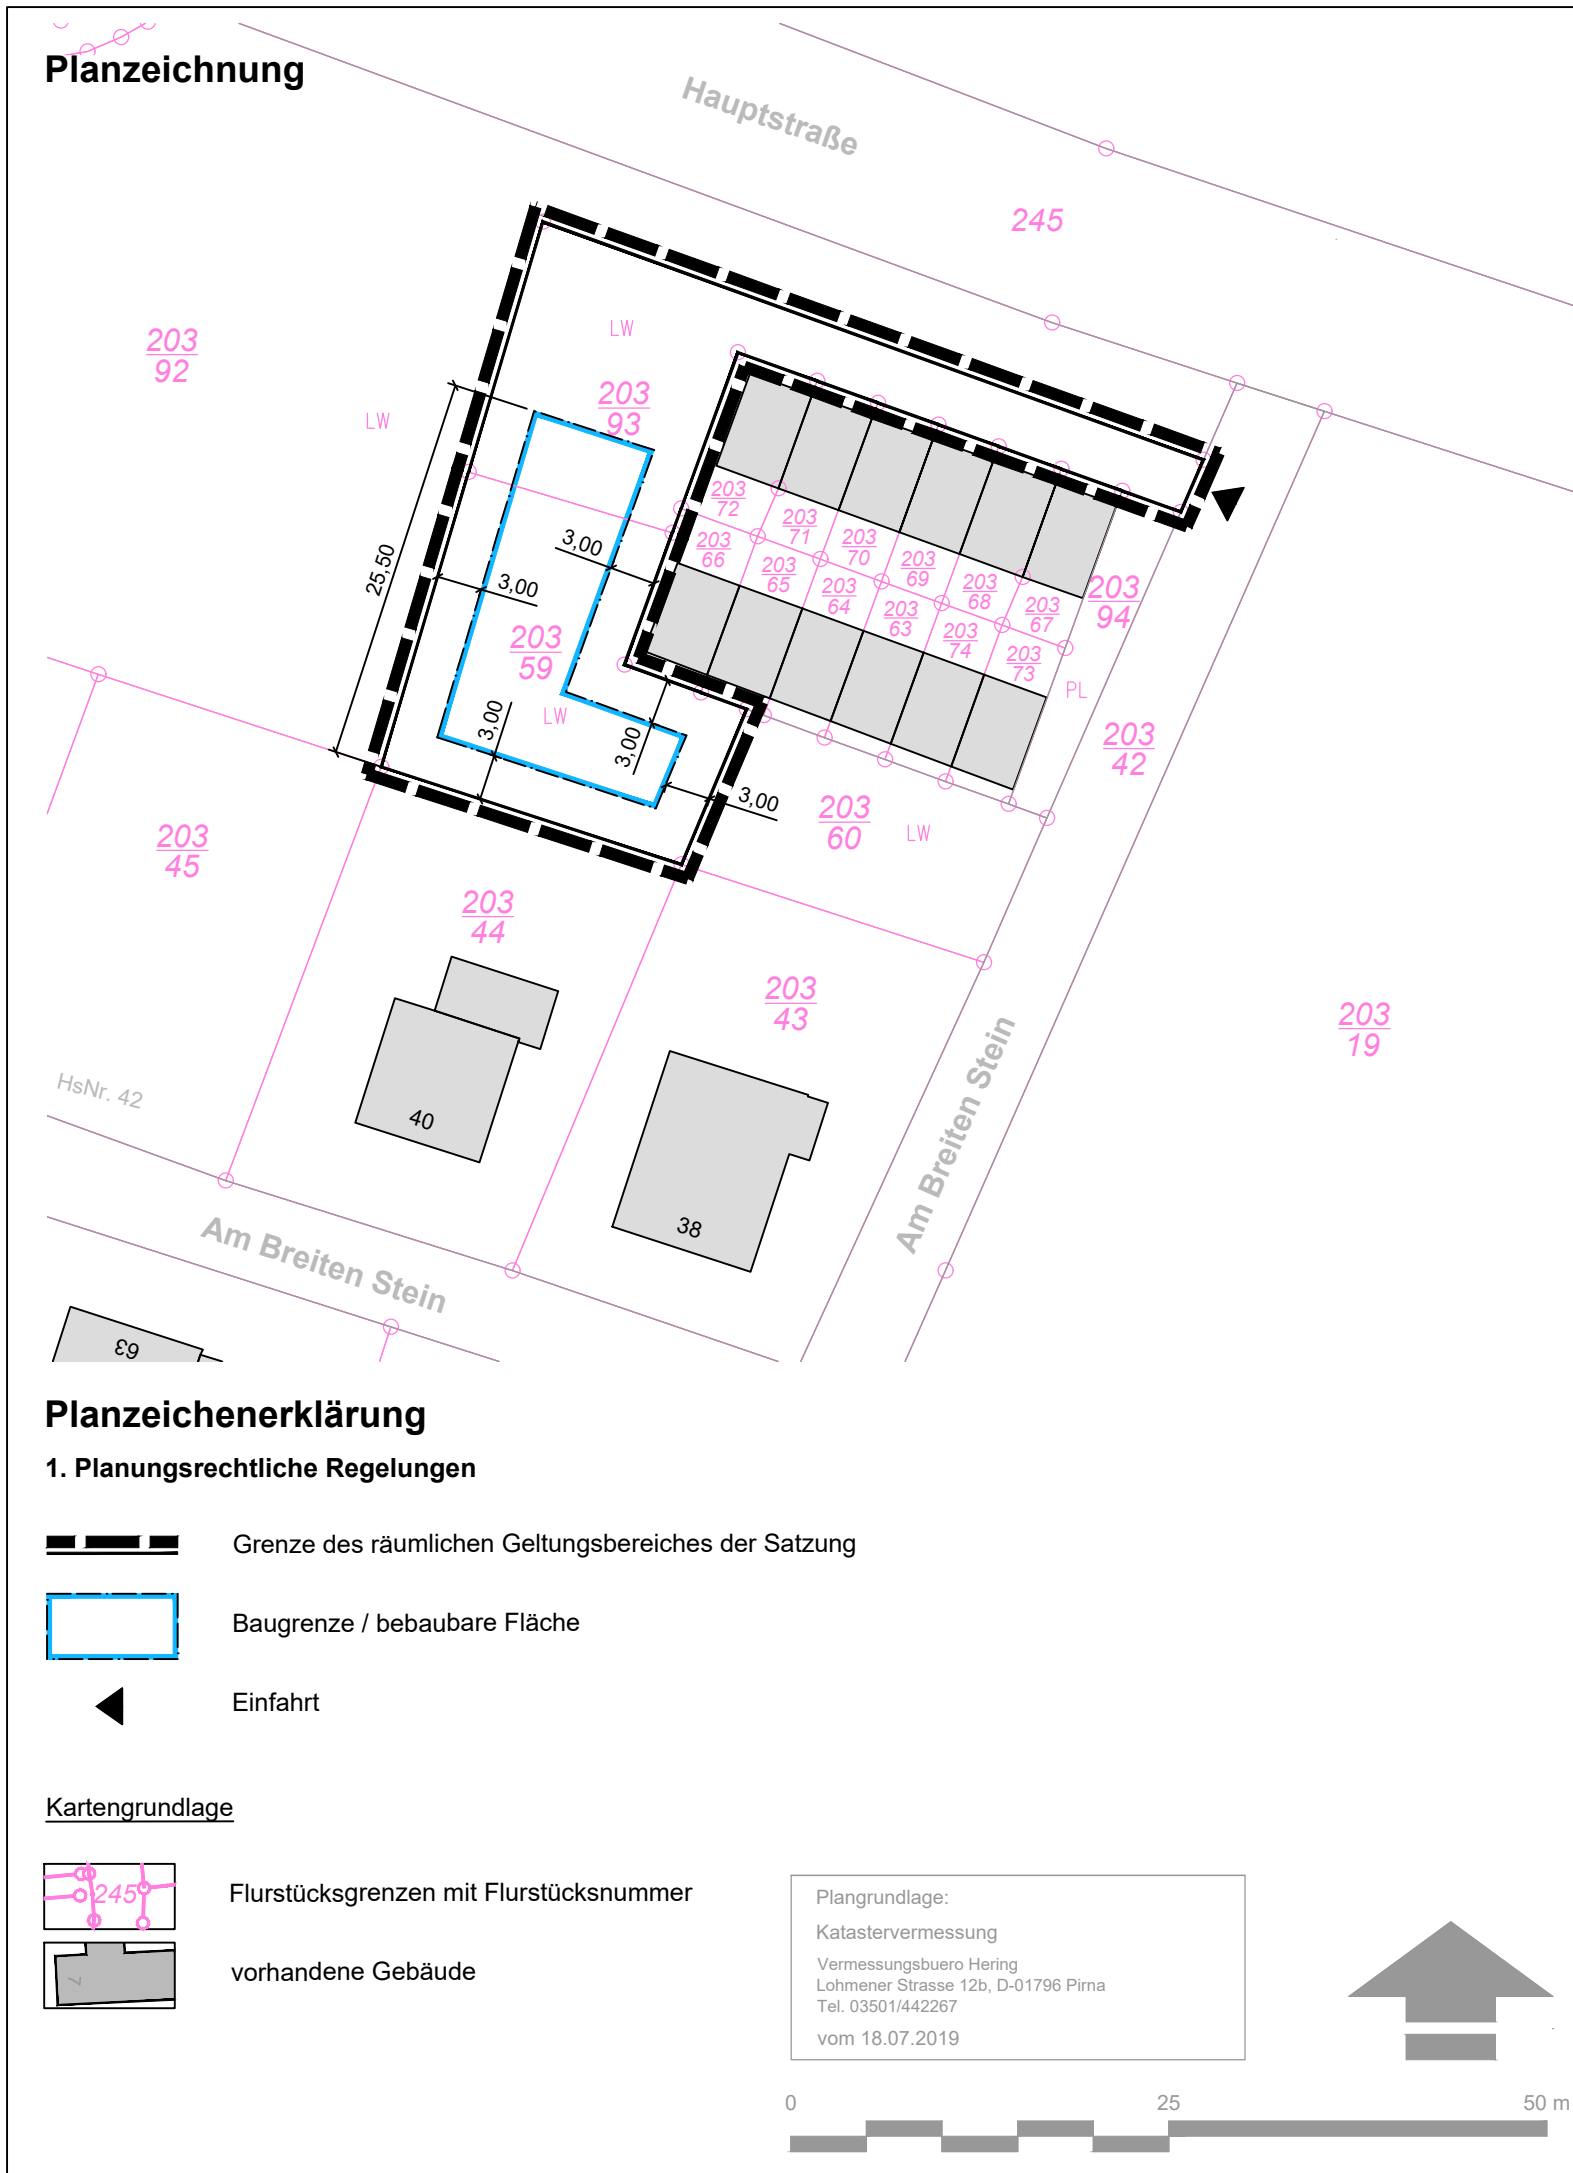 Planzeichnung
Hauptstraße
245
203
92
LW
LW
203
93
203
72
203
71
203
70
203
69
203
68
203
67
203
66
203
65
203
64
203
63
203
74
203
73
203
94
PL
203
42
25,50
3,00
3,00
203
59
LW
3,00
3,00
3,00
203
60
LW
203
45
203
44
203
43
203
19
HsNr. 42
40
38
Am Breiten Stein
Am Breiten Stein
63
Planzeichenerklärung
1. Planungsrechtliche Regelungen
Grenze des räumlichen Geltungsbereiches der Satzung
Baugrenze / bebaubare Fläche
Einfahrt
Kartengrundlage
245
Flurstücksgrenzen mit Flurstücksnummer
7
vorhandene Gebäude
Plangrundlage:
Katastervermessung
Vermessungsbuero Hering
Lohmener Strasse 12b, D-01796 Pirna
Tel. 03501/442267
vom 18.07.2019
0 25 50 m